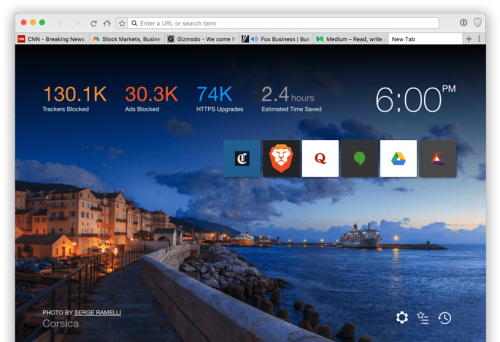 Enter a URL or search term
CNN - Breaking News,
Stock Markets, Busine
Gizmodo - We come f
Fox Business | Bus
Medium – Read, write
New Tab
130.1K
30.3K
74K
2.4 hours
6:00 PM
Trackers Blocked
Ads Blocked
HTTPS Upgrades
Estimated Time Saved
PHOTO BY SERGE RAMELLI
Corsica